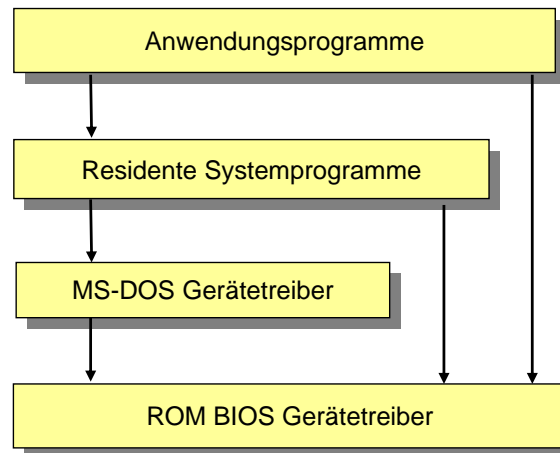 Anwendungsprogramme
Residente Systemprogramme
MS-DOS Gerätetreiber
ROM BIOS Gerätetreiber